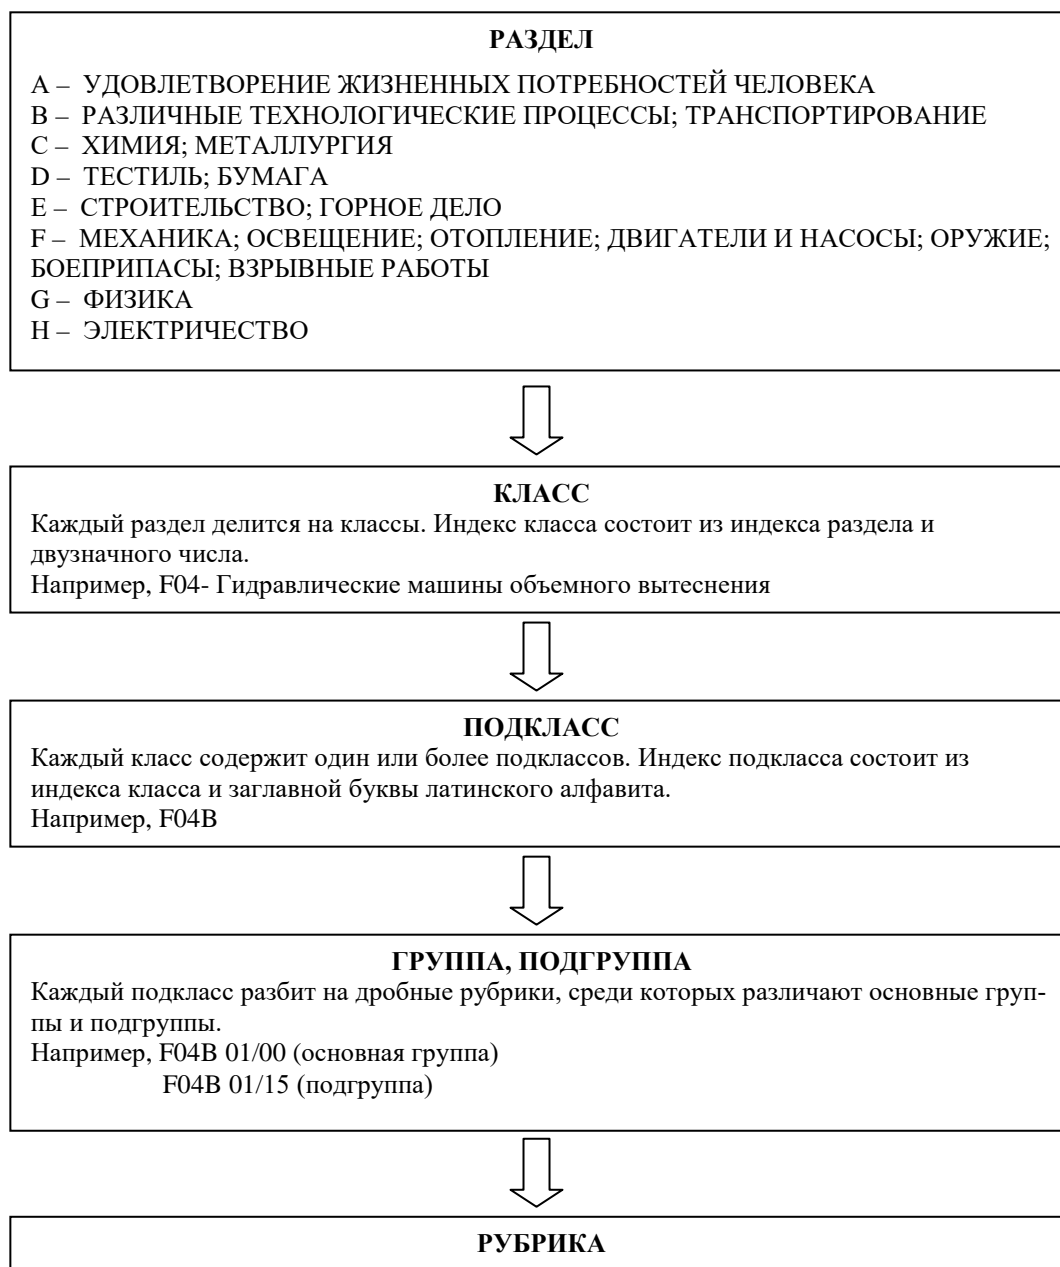 РАЗДЕЛ
A – УДОВЛЕТВОРЕНИЕ ЖИЗНЕННЫХ ПОТРЕБНОСТЕЙ ЧЕЛОВЕКА
B – РАЗЛИЧНЫЕ ТЕХНОЛОГИЧЕСКИЕ ПРОЦЕССЫ; ТРАНСПОРТИРОВАНИЕ
C – ХИМИЯ; МЕТАЛЛУРГИЯ
D – ТЕСТИЛЬ; БУМАГА
E – СТРОИТЕЛЬСТВО; ГОРНОЕ ДЕЛО
F – МЕХАНИКА; ОСВЕЩЕНИЕ; ОТОПЛЕНИЕ; ДВИГАТЕЛИ И НАСОСЫ; ОРУЖИЕ;
БОЕПРИПАСЫ; ВЗРЫВНЫЕ РАБОТЫ
G – ФИЗИКА
H – ЭЛЕКТРИЧЕСТВО
КЛАСС
Каждый раздел делится на классы. Индекс класса состоит из индекса раздела и
двузначного числа.
Например, F04- Гидравлические машины объемного вытеснения
ПОДКЛАСС
Каждый класс содержит один или более подклассов. Индекс подкласса состоит из
индекса класса и заглавной буквы латинского алфавита.
Например, F04B
ГРУППА, ПОДГРУППА
Каждый подкласс разбит на дробные рубрики, среди которых различают основные груп-
пы и подгруппы.
Например, F04B 01/00 (основная группа)
F04B 01/15 (подгруппа)
РУБРИКА